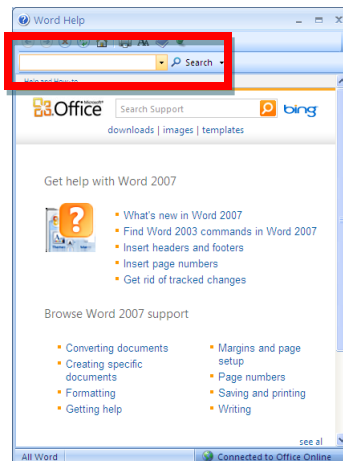 Word Help
Search
Help and How-to
Microsoft
Office
Search Support
bing
downloads | images | templates
Get help with Word 2007
What's new in Word 2007
Find Word 2003 commands in Word 2007
Insert headers and footers
Insert page numbers
Get rid of tracked changes
Browse Word 2007 support
Converting documents
Creating specific
documents
Formatting
Getting help
Margins and page
setup
Page numbers
Saving and printing
Writing
see al
All Word
Connected to Office Online